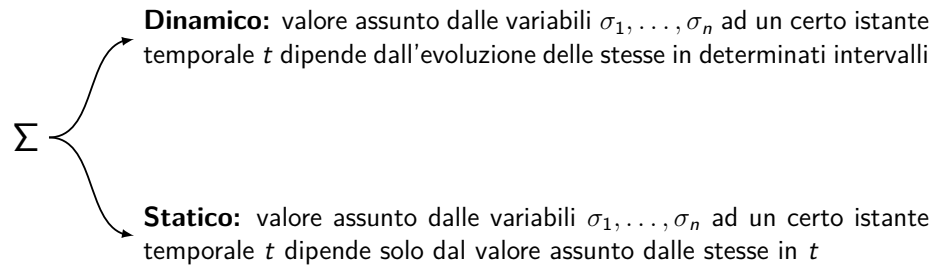 Dinamico: valore assunto dalle variabili σ₁, . . . , σₙ ad un certo istante
temporale t dipende dall'evoluzione delle stesse in determinati intervalli
Σ
Statico: valore assunto dalle variabili σ₁, . . . , σₙ ad un certo istante
temporale t dipende solo dal valore assunto dalle stesse in t